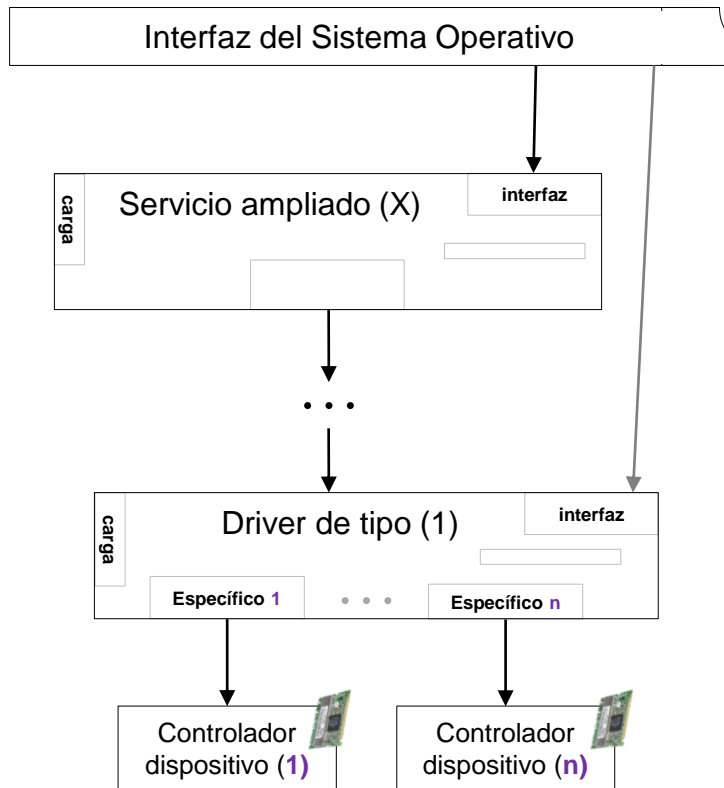 Interfaz del Sistema Operativo
carga
Servicio ampliado (X)
interfaz
. . .
carga
Driver de tipo (1)
interfaz
Específico 1
. . .
Específico n
Controlador
dispositivo (1)
Controlador
dispositivo (n)